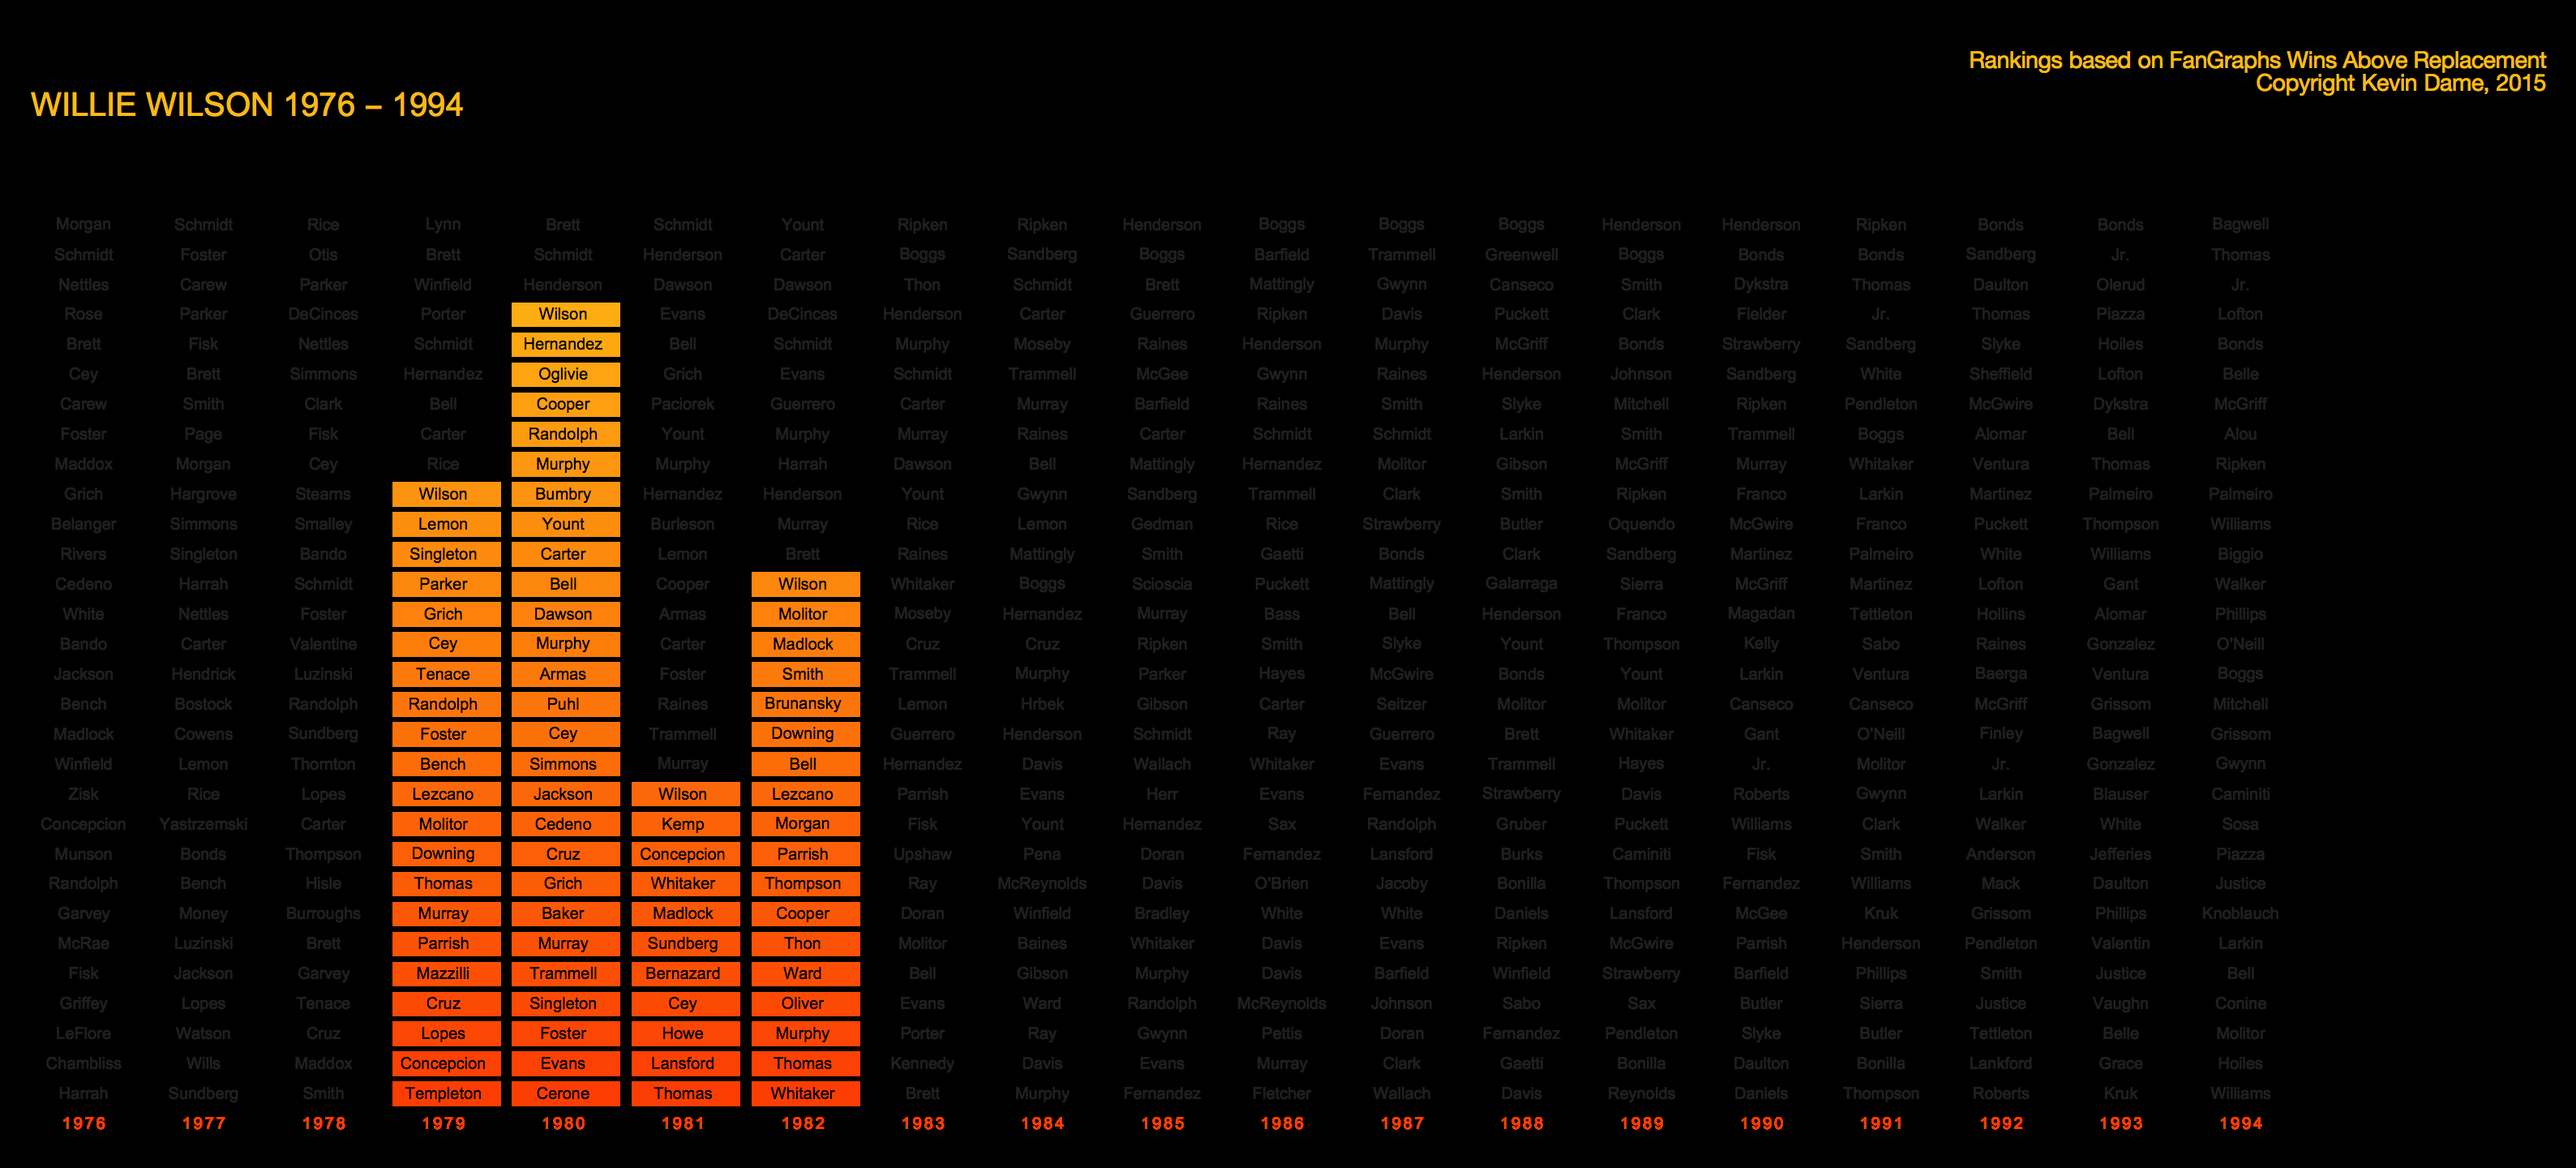 Rankings based on FanGraphs Wins Above Replacement
Copyright Kevin Dame, 2015
WILLIE WILSON 1976 – 1994
Morgan Schmidt Rice Lynn Brett Schmidt Yount Ripken Ripken Henderson Boggs Boggs Boggs Henderson Henderson Ripken Bonds Bonds Bagwell
Schmidt Foster Otis Brett Schmidt Henderson Carter Boggs Sandberg Boggs Barfield Trammell Greenwell Boggs Bonds Bonds Sandberg Jr. Thomas
Nettles Carew Parker Winfield Henderson Dawson Dawson Thon Schmidt Brett Mattingly Gwynn Canseco Smith Dykstra Thomas Daulton Olerud Jr.
Rose Parker DeCinces Porter Wilson Evans DeCinces Henderson Carter Guerrero Ripken Davis Puckett Clark Fielder Jr. Thomas Piazza Lofton
Brett Fisk Nettles Schmidt Hernandez Bell Schmidt Murphy Moseby Raines Henderson Murphy McGriff Bonds Strawberry Sandberg Slyke Hoiles Bonds
Cey Brett Simmons Hernandez Oglivie Grich Evans Schmidt Trammell McGee Gwynn Raines Henderson Johnson Sandberg White Sheffield Lofton Belle
Carew Smith Clark Bell Cooper Paciorek Guerrero Carter Murray Barfield Raines Smith Slyke Mitchell Ripken Pendleton McGwire Dykstra McGriff
Foster Page Fisk Carter Randolph Yount Murphy Murray Raines Carter Schmidt Schmidt Larkin Smith Trammell Boggs Alomar Bell Alou
Maddox Morgan Cey Rice Murphy Murphy Harrah Dawson Bell Mattingly Hernandez Molitor Gibson McGriff Murray Whitaker Ventura Thomas Ripken
Grich Hargrove Stearns Wilson Bumbry Hernandez Henderson Yount Gwynn Sandberg Trammell Clark Smith Ripken Franco Larkin Martinez Palmeiro Palmeiro
Belanger Simmons Smalley Lemon Yount Burleson Murray Rice Lemon Gedman Rice Strawberry Butler Oquendo McGwire Franco Puckett Thompson Williams
Rivers Singleton Bando Singleton Carter Lemon Brett Raines Mattingly Smith Gaetti Bonds Clark Sandberg Martinez Palmeiro White Williams Biggio
Cedeno Harrah Schmidt Parker Bell Cooper Wilson Whitaker Boggs Scioscia Puckett Mattingly Galarraga Sierra McGriff Martinez Lofton Gant Walker
White Nettles Foster Grich Dawson Armas Molitor Moseby Hernandez Murray Bass Bell Henderson Franco Magadan Tettleton Hollins Alomar Phillips
Bando Carter Valentine Cey Murphy Carter Madlock Cruz Cruz Ripken Smith Slyke Yount Thompson Kelly Sabo Raines Gonzalez O'Neill
Jackson Hendrick Luzinski Tenace Armas Foster Smith Trammell Murphy Parker Hayes McGwire Bonds Yount Larkin Ventura Baerga Ventura Boggs
Bench Bostock Randolph Randolph Puhl Raines Brunansky Lemon Hrbek Gibson Carter Seitzer Molitor Molitor Canseco Canseco McGriff Grissom Mitchell
Madlock Cowens Sundberg Foster Cey Trammell Downing Guerrero Henderson Schmidt Ray Guerrero Brett Whitaker Gant O'Neill Finley Bagwell Grissom
Winfield Lemon Thornton Bench Simmons Murray Bell Hernandez Davis Wallach Whitaker Evans Trammell Hayes Jr. Molitor Jr. Gonzalez Gwynn
Zisk Rice Lopes Lezcano Jackson Wilson Lezcano Parrish Evans Herr Evans Fernandez Strawberry Davis Roberts Gwynn Larkin Blauser Caminiti
Concepcion Yastrzemski Carter Molitor Cedeno Kemp Morgan Fisk Yount Hernandez Sax Randolph Gruber Puckett Williams Clark Walker White Sosa
Munson Bonds Thompson Downing Cruz Concepcion Parrish Upshaw Pena Doran Fernandez Lansford Burks Caminiti Fisk Smith Anderson Jefferies Piazza
Randolph Bench Hisle Thomas Grich Whitaker Thompson Ray McReynolds Davis O'Brien Jacoby Bonilla Thompson Fernandez Williams Mack Daulton Justice
Garvey Money Burroughs Murray Baker Madlock Cooper Doran Winfield Bradley White White Daniels Lansford McGee Kruk Grissom Phillips Knoblauch
McRae Luzinski Brett Parrish Murray Sundberg Thon Molitor Baines Whitaker Davis Evans Ripken McGwire Parrish Henderson Pendleton Valentin Larkin
Fisk Jackson Garvey Mazzilli Trammell Bernazard Ward Bell Gibson Murphy Davis Barfield Winfield Strawberry Barfield Phillips Smith Justice Bell
Griffey Lopes Tenace Cruz Singleton Cey Oliver Evans Ward Randolph McReynolds Johnson Sabo Sax Butler Sierra Justice Vaughn Conine
LeFlore Watson Cruz Lopes Foster Howe Murphy Porter Ray Gwynn Pettis Doran Fernandez Pendleton Slyke Butler Tettleton Belle Molitor
Chambliss Wills Maddox Concepcion Evans Lansford Thomas Kennedy Davis Evans Murray Clark Gaetti Bonilla Daulton Bonilla Lankford Grace Hoiles
Harrah Sundberg Smith Templeton Cerone Thomas Whitaker Brett Murphy Fernandez Fletcher Wallach Davis Reynolds Daniels Thompson Roberts Kruk Williams
1976 1977 1978 1979 1980 1981 1982 1983 1984 1985 1986 1987 1988 1989 1990 1991 1992 1993 1994